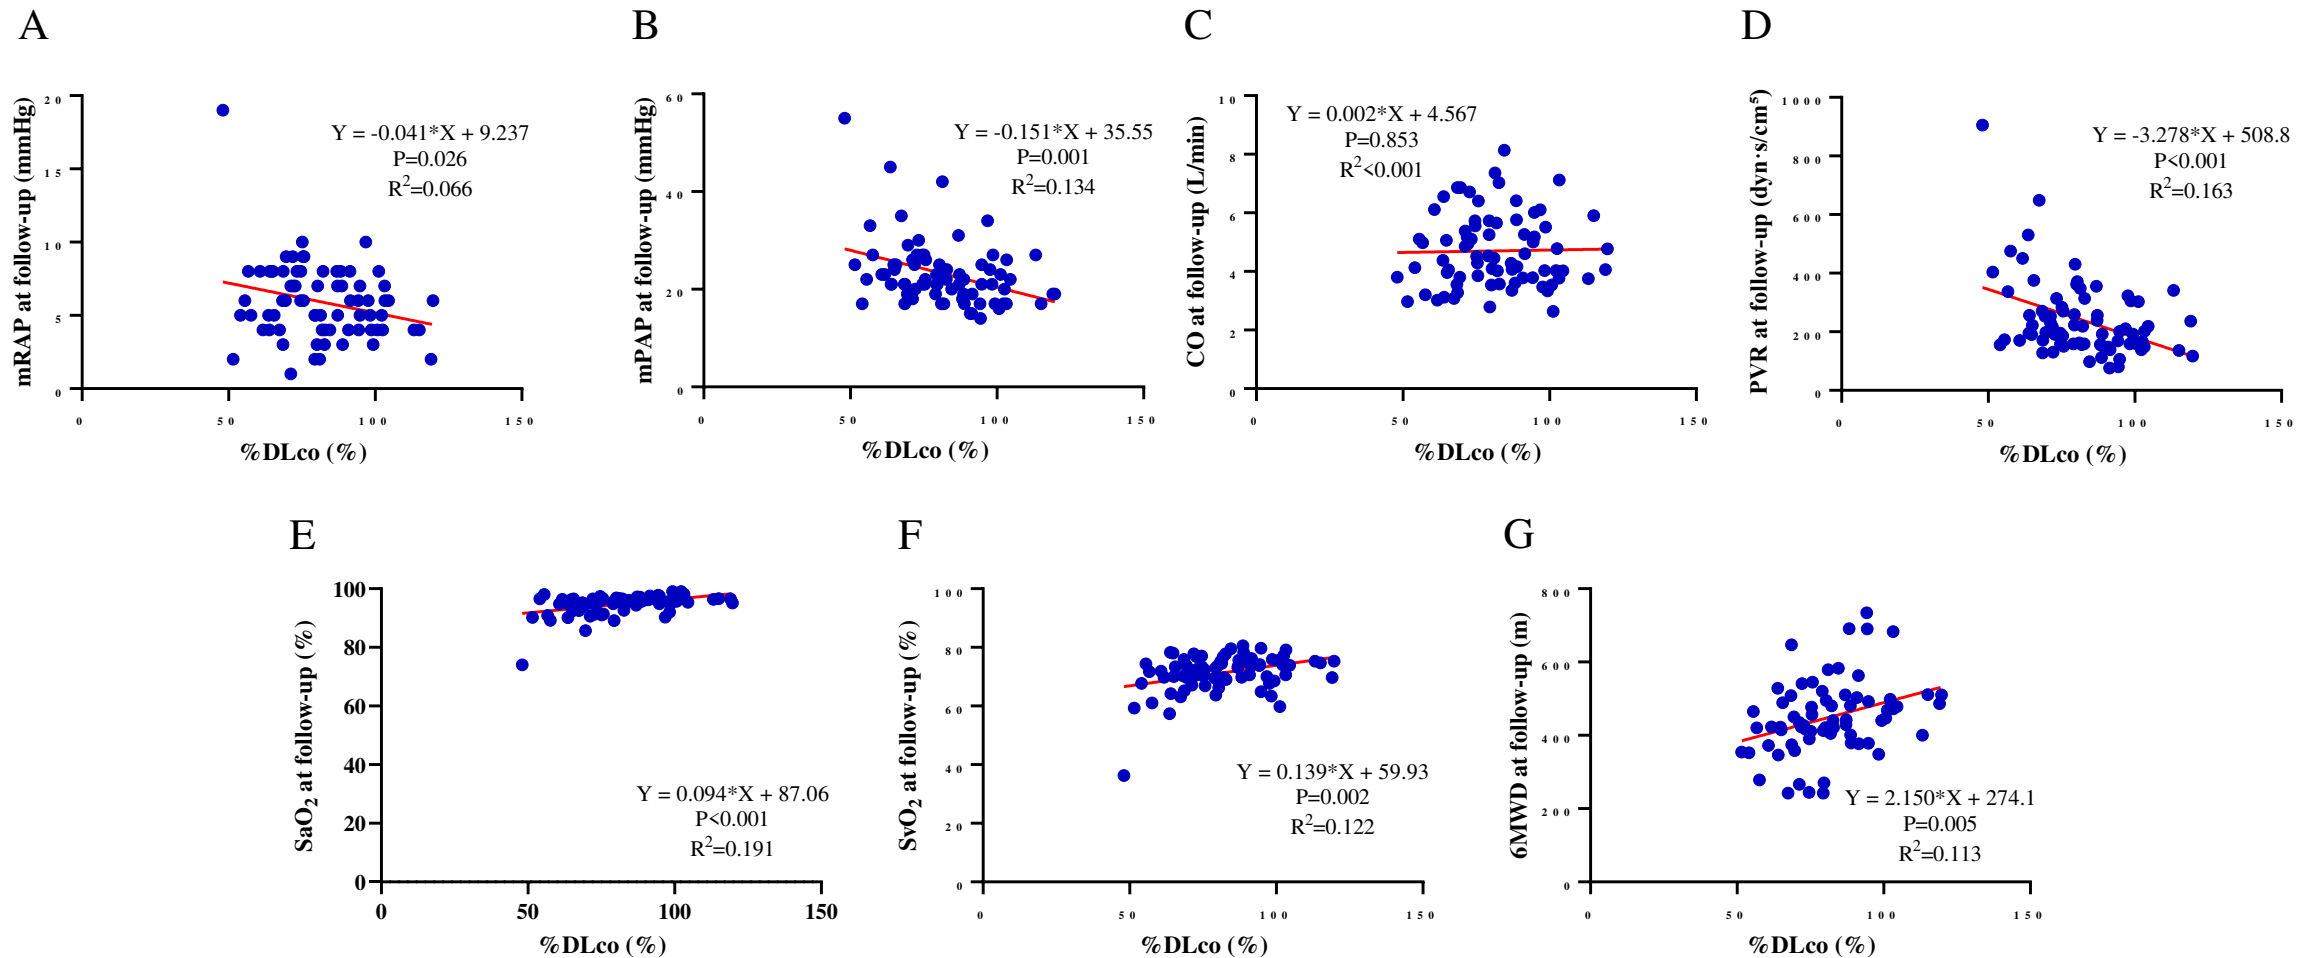 A
B
C
D
mRAP at follow-up (mmHg)
20
15
10
5
0
Y = -0.041*X + 9.237
P=0.026
R²=0.066
0 50 100 150
%DLco (%)
mPAP at follow-up (mmHg)
60
40
20
0
Y = -0.151*X + 35.55
P=0.001
R²=0.134
0 50 100 150
%DLco (%)
CO at follow-up (L/min)
10
8
6
4
2
0
Y = 0.002*X + 4.567
P=0.853
R²<0.001
0 50 100 150
%DLco (%)
PVR at follow-up (dyn·s/cm⁵)
1000
800
600
400
200
0
Y = -3.278*X + 508.8
P<0.001
R²=0.163
0 50 100 150
%DLco (%)
E
F
G
SaO₂ at follow-up (%)
100
80
60
40
20
0
Y = 0.094*X + 87.06
P<0.001
R²=0.191
0 50 100 150
%DLco (%)
SvO₂ at follow-up (%)
100
80
60
40
20
0
Y = 0.139*X + 59.93
P=0.002
R²=0.122
0 50 100 150
%DLco (%)
6MWD at follow-up (m)
800
600
400
200
0
Y = 2.150*X + 274.1
P=0.005
R²=0.113
0 50 100 150
%DLco (%)